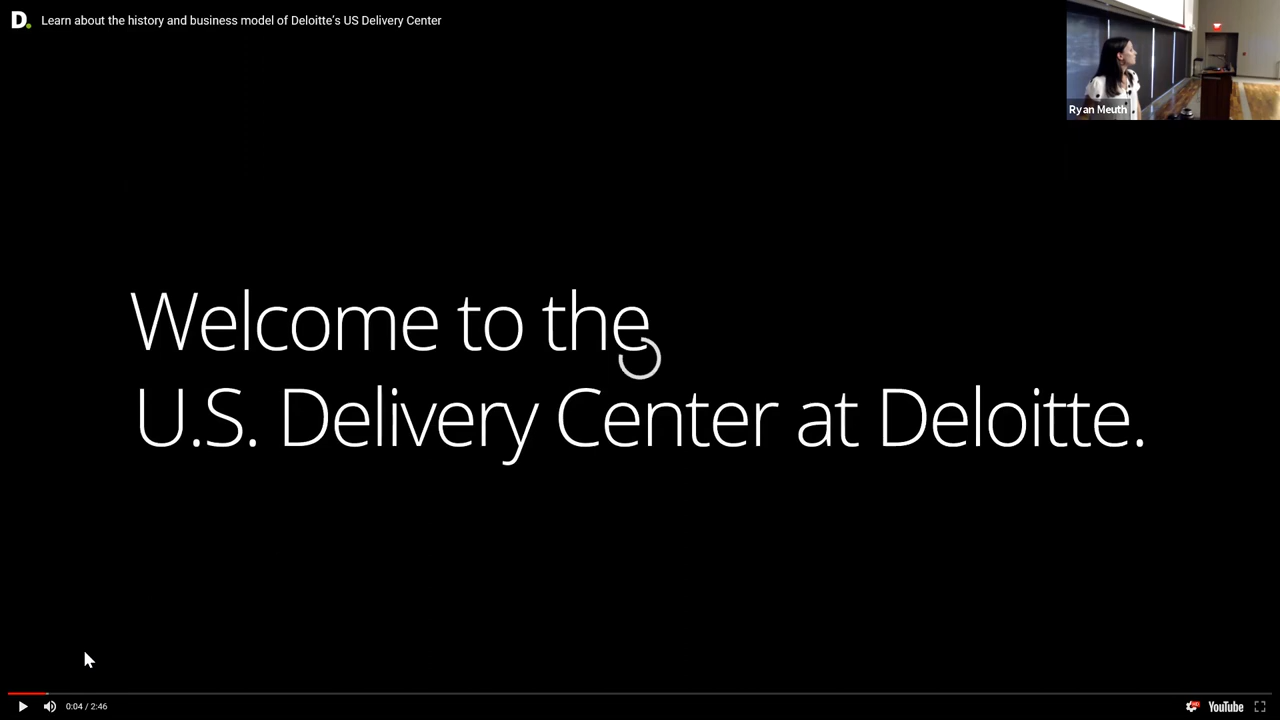 D. Learn about the history and business model of Deloitte's US Delivery Center
Ryan Meuth
Welcome to the
U.S. Delivery Center at Deloitte.
0:04 / 2:46
HD
YouTube